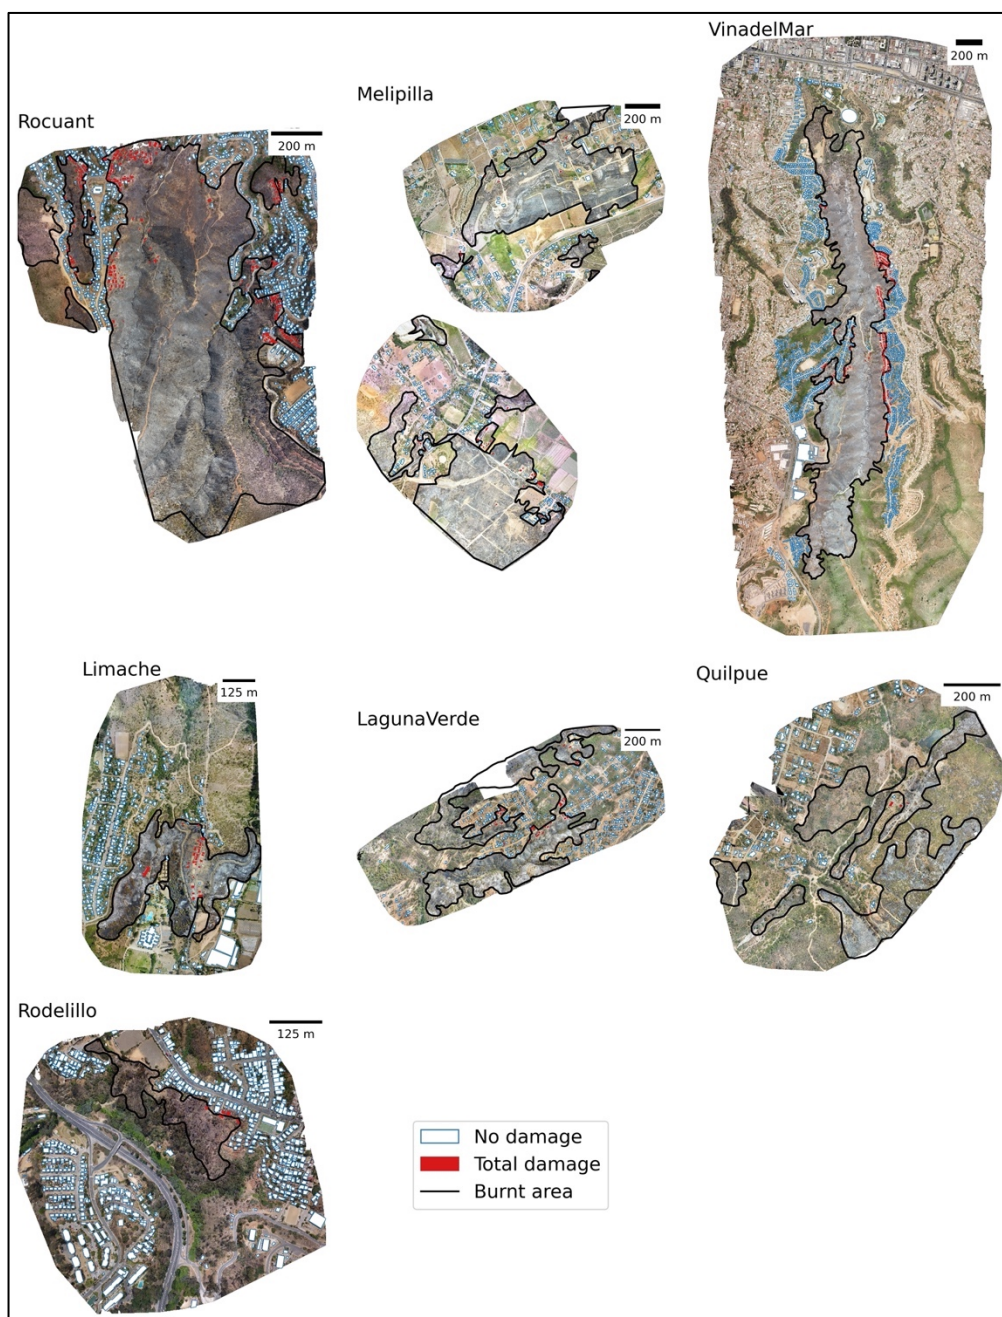 VinadelMar
200 m
Melipilla
200 m
Rocuant
200 m
Limache
125 m
LagunaVerde
200 m
Quilpue
200 m
Rodelillo
125 m
No damage
Total damage
Burnt area